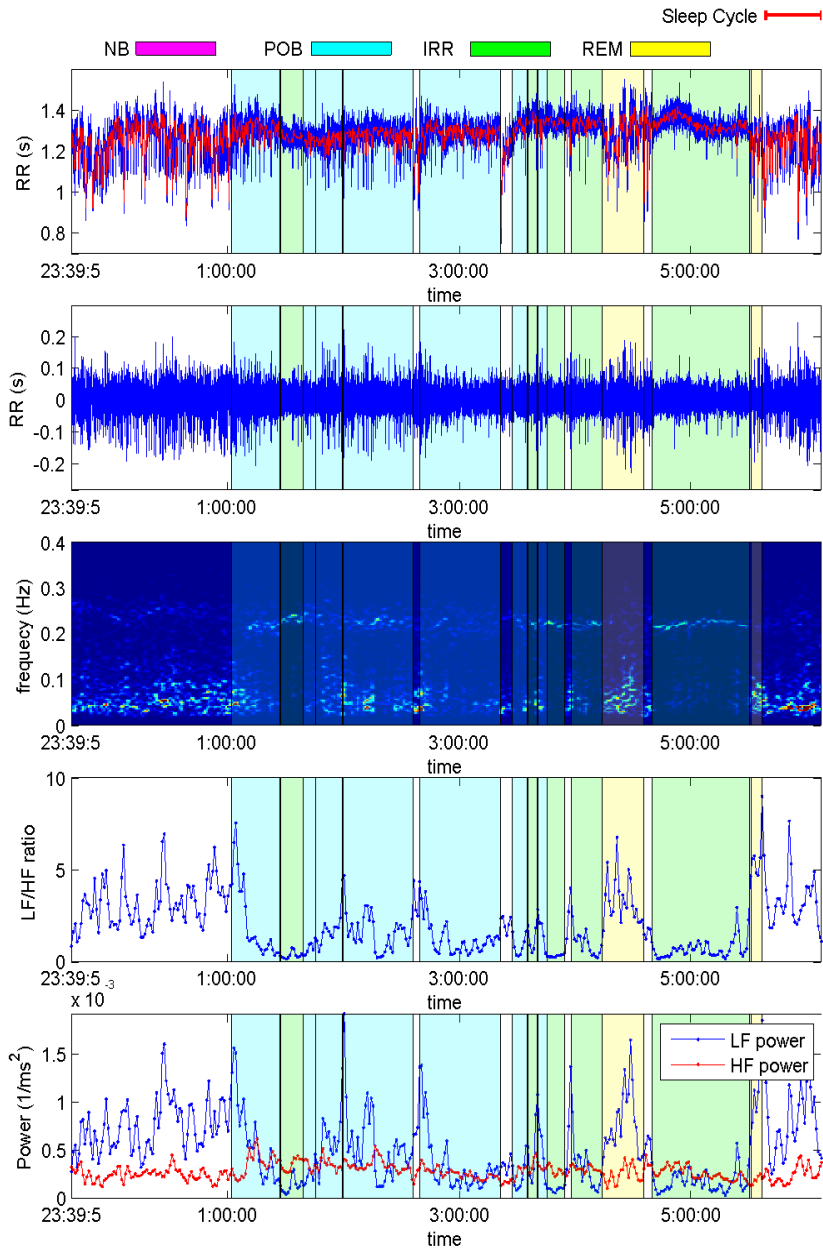 Sleep Cycle
NB POB IRR REM
RR (s)
1.4
1.2
1
0.8
23:39:5 1:00:00 3:00:00 5:00:00
time
RR (s)
0.2
0.1
0
-0.1
-0.2
23:39:5 1:00:00 3:00:00 5:00:00
time
frequecy (Hz)
0.4
0.3
0.2
0.1
0
23:39:5 1:00:00 3:00:00 5:00:00
time
LF/HF ratio
10
5
0
23:39:5 1:00:00 3:00:00 5:00:00
time
x 10-3
Power (1/ms2)
1.5
1
0.5
0
LF power
HF power
23:39:5 1:00:00 3:00:00 5:00:00
time